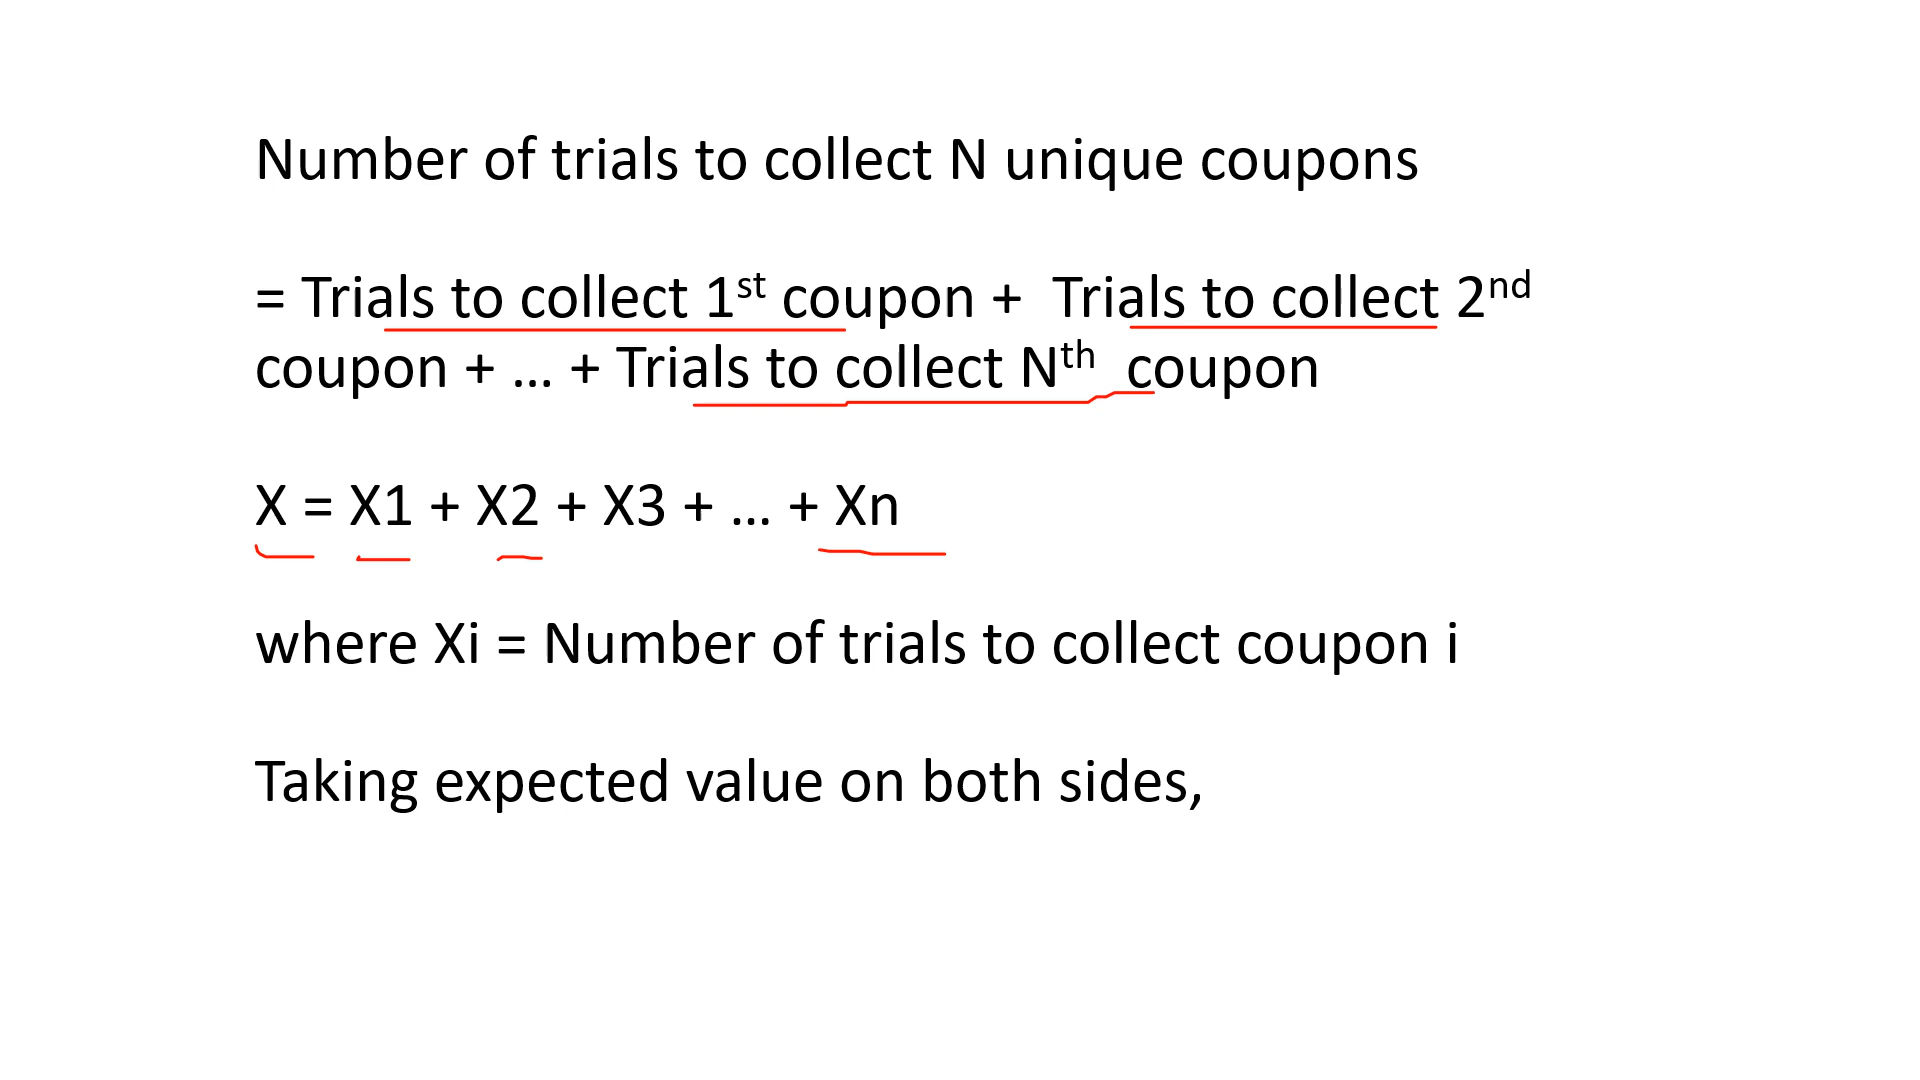 Number of trials to collect N unique coupons
= Trials to collect 1st coupon +  Trials to collect 2nd
coupon + ... + Trials to collect Nth  coupon
X = X1 + X2 + X3 + ... + Xn
where Xi = Number of trials to collect coupon i
Taking expected value on both sides,